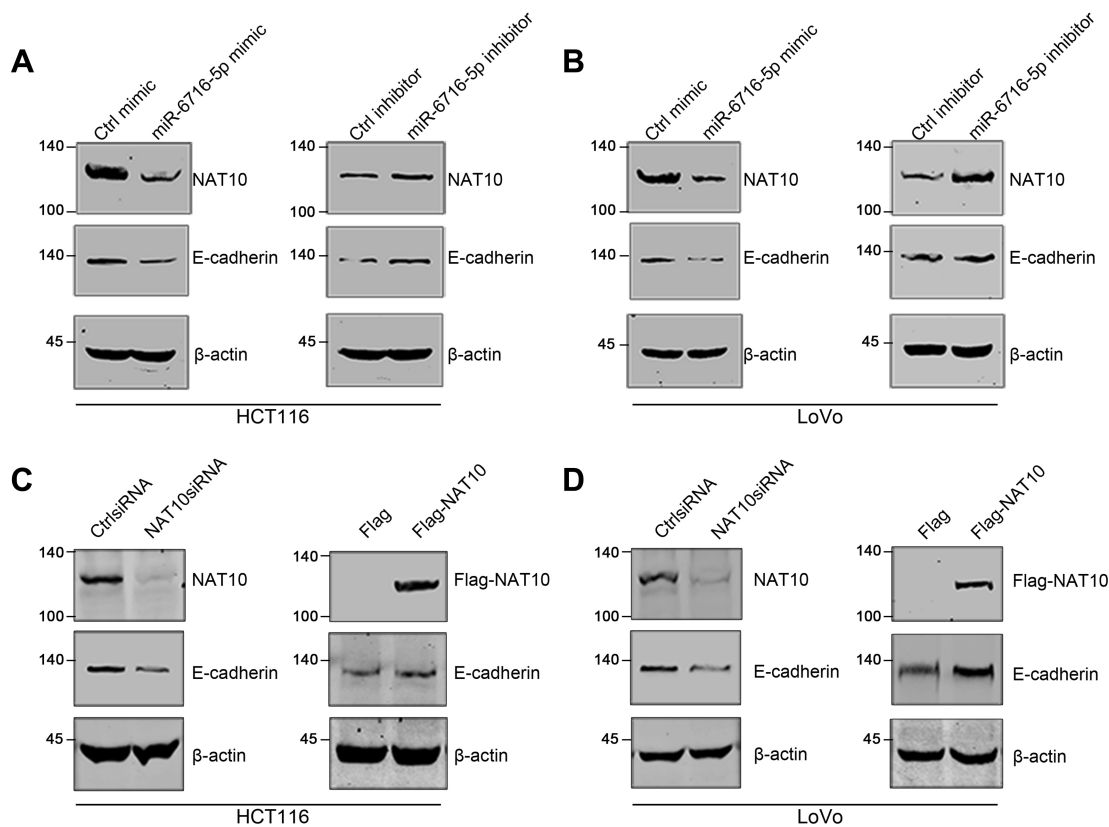 A
Ctrl mimic
miR-6716-5p mimic
Ctrl inhibitor
miR-6716-5p inhibitor
140
NAT10
100
140
E-cadherin
45
β-actin
140
NAT10
100
140
E-cadherin
45
β-actin
HCT116
B
Ctrl mimic
miR-6716-5p mimic
Ctrl inhibitor
miR-6716-5p inhibitor
140
NAT10
100
140
E-cadherin
45
β-actin
140
NAT10
100
140
E-cadherin
45
β-actin
LoVo
C
CtrlsiRNA
NAT10siRNA
Flag
Flag-NAT10
140
NAT10
100
140
E-cadherin
45
β-actin
140
Flag-NAT10
100
140
E-cadherin
45
β-actin
HCT116
D
CtrlsiRNA
NAT10siRNA
Flag
Flag-NAT10
140
NAT10
100
140
E-cadherin
45
β-actin
140
Flag-NAT10
100
140
E-cadherin
45
β-actin
LoVo